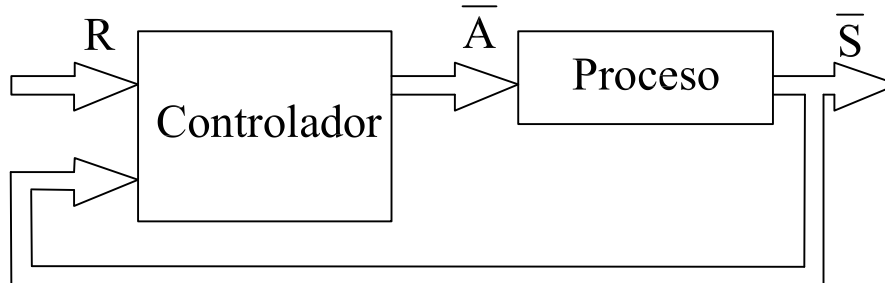 R
A̅
S̅
Controlador
Proceso